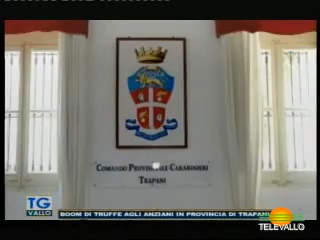 COMANDO PROVINCIALE CARABINIERI
TRAPANI
TG
VALLO
BOOM DI TRUFFE AGLI ANZIANI IN PROVINCIA DI TRAPANI
TELEVALLO